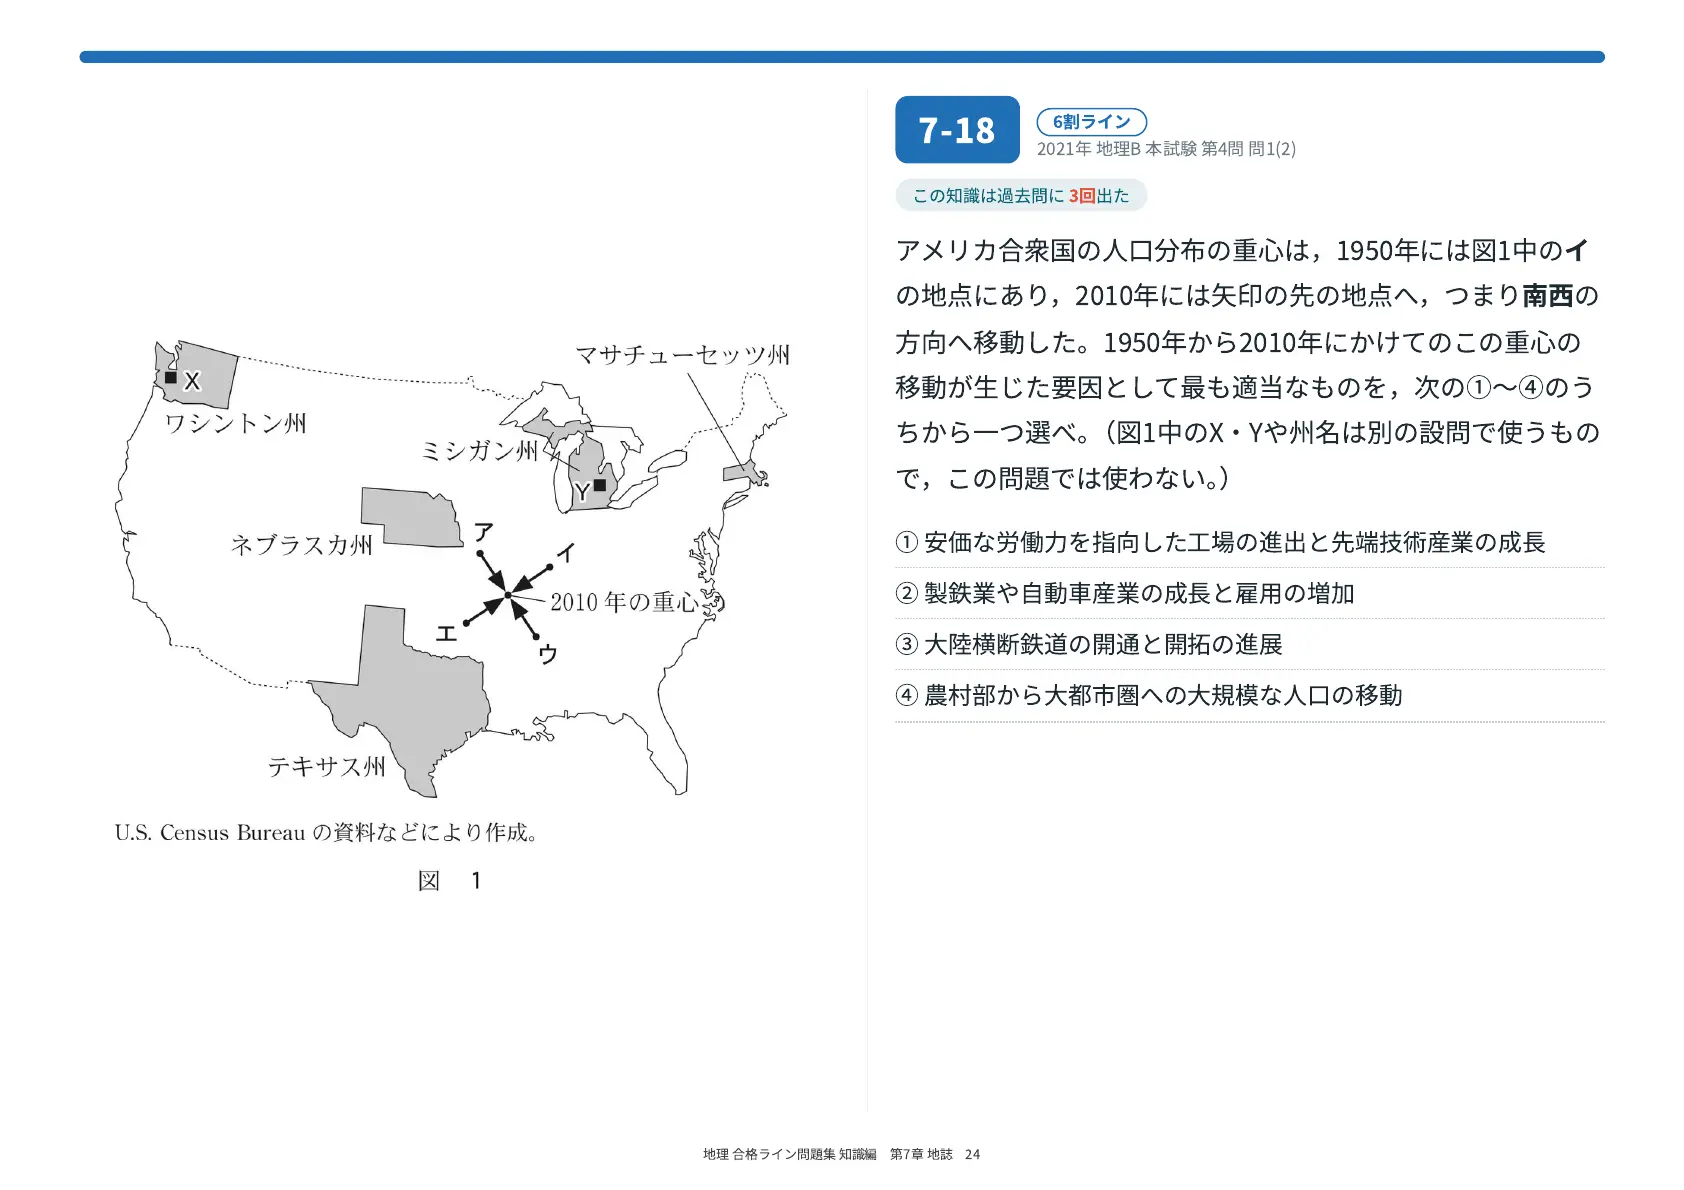 7-18
6割ライン
2021年 地理B 本試験 第4問 問1(2)
この知識は過去問に 3回出た
アメリカ合衆国の人口分布の重心は，1950年には図1中のイ
の地点にあり，2010年には矢印の先の地点へ，つまり南西の
方向へ移動した。1950年から2010年にかけてのこの重心の
移動が生じた要因として最も適当なものを，次の①〜④のう
ちから一つ選べ。（図1中のX・Yや州名は別の設問で使うもの
で，この問題では使わない。）
① 安価な労働力を指向した工場の進出と先端技術産業の成長
② 製鉄業や自動車産業の成長と雇用の増加
③ 大陸横断鉄道の開通と開拓の進展
④ 農村部から大都市圏への大規模な人口の移動
マサチューセッツ州
X
ワシントン州
ミシガン州
Y
ネブラスカ州
ア
イ
2010 年の重心
エ
ウ
テキサス州
U.S. Census Bureau の資料などにより作成。
図 1
地理 合格ライン問題集 知識編 第7章 地誌 24